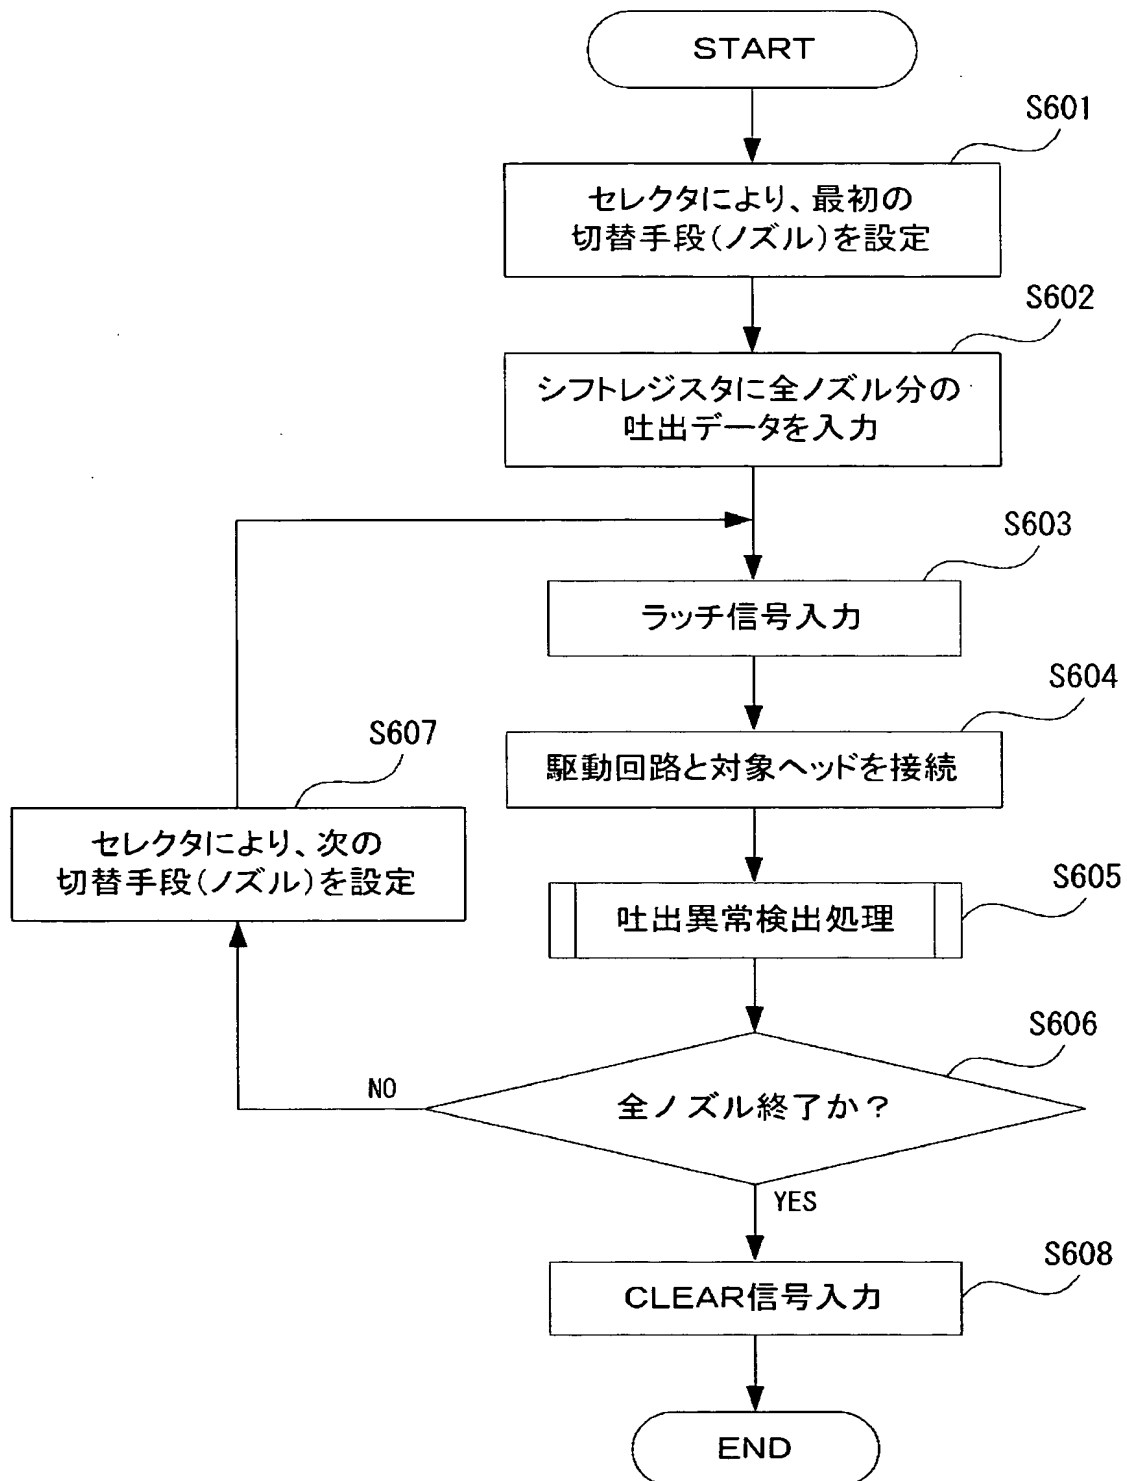 START
S601
セレクタにより、最初の
切替手段(ノズル)を設定
S602
シフトレジスタに全ノズル分の
吐出データを入力
S603
ラッチ信号入力
S604
駆動回路と対象ヘッドを接続
S607
セレクタにより、次の
切替手段(ノズル)を設定
S605
吐出異常検出処理
S606
全ノズル終了か?
NO
YES
S608
CLEAR信号入力
END